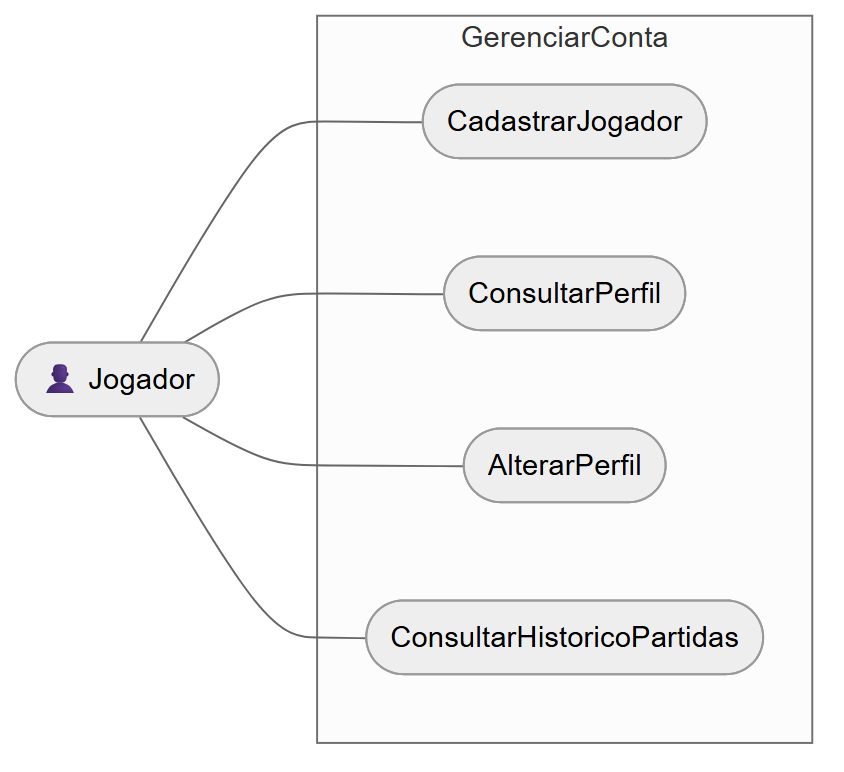 GerenciarConta
CadastrarJogador
ConsultarPerfil
Jogador
AlterarPerfil
ConsultarHistoricoPartidas